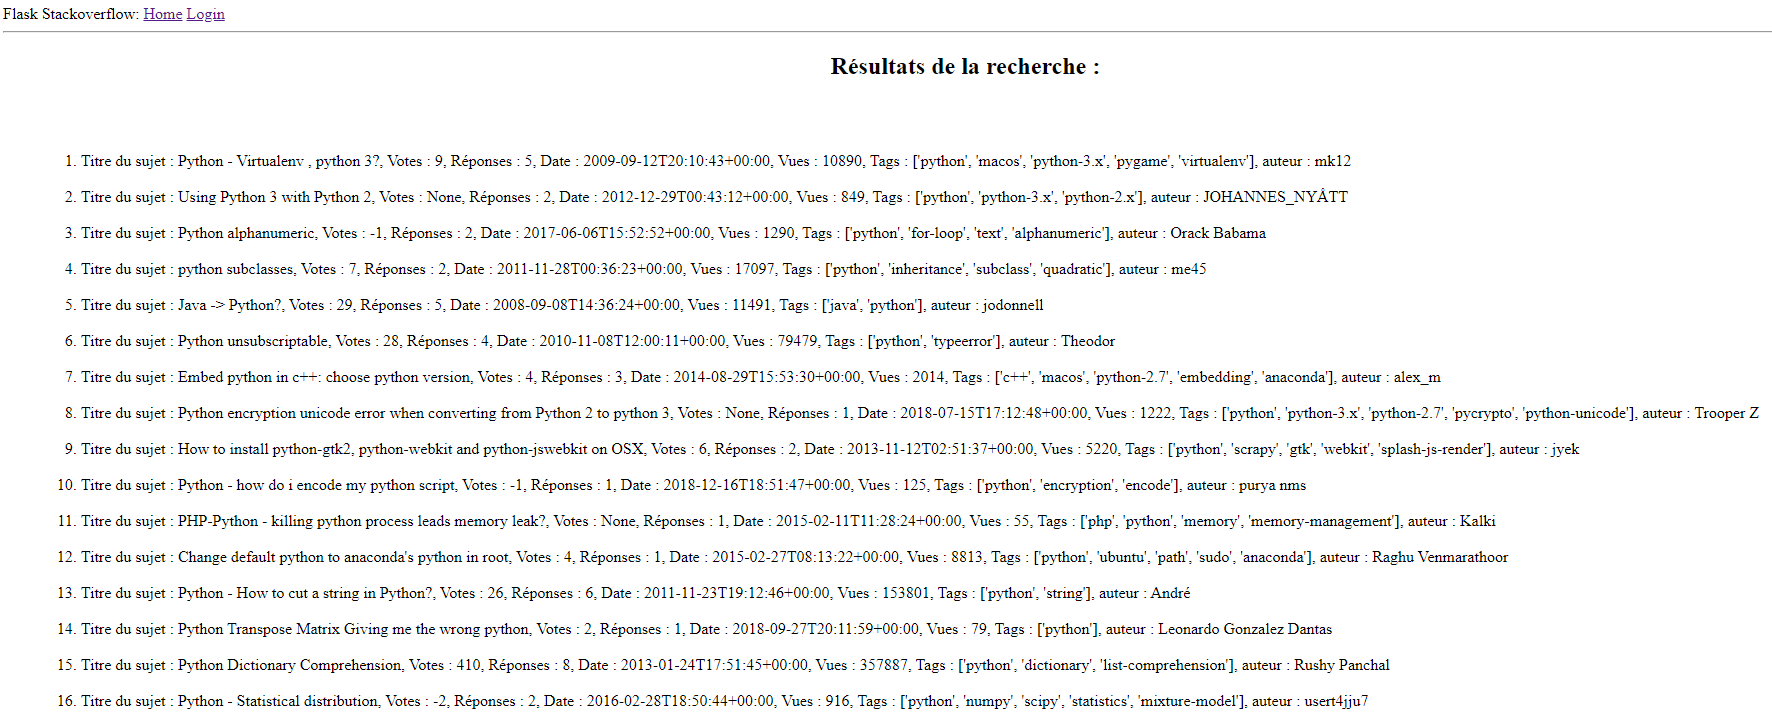 Flask Stackoverflow: Home Login
Résultats de la recherche :
1. Titre du sujet : Python - Virtualenv , python 3?, Votes : 9, Réponses : 5, Date : 2009-09-12T20:10:43+00:00, Vues : 10890, Tags : ['python', 'macos', 'python-3.x', 'pygame', 'virtualenv'], auteur : mk12
2. Titre du sujet : Using Python 3 with Python 2, Votes : None, Réponses : 2, Date : 2012-12-29T00:43:12+00:00, Vues : 849, Tags : ['python', 'python-3.x', 'python-2.x'], auteur : JOHANNES_NYÅTT
3. Titre du sujet : Python alphanumeric, Votes : -1, Réponses : 2, Date : 2017-06-06T15:52:52+00:00, Vues : 1290, Tags : ['python', 'for-loop', 'text', 'alphanumeric'], auteur : Orack Babama
4. Titre du sujet : python subclasses, Votes : 7, Réponses : 2, Date : 2011-11-28T00:36:23+00:00, Vues : 17097, Tags : ['python', 'inheritance', 'subclass', 'quadratic'], auteur : me45
5. Titre du sujet : Java -> Python?, Votes : 29, Réponses : 5, Date : 2008-09-08T14:36:24+00:00, Vues : 11491, Tags : ['java', 'python'], auteur : jodonnell
6. Titre du sujet : Python unsubscriptable, Votes : 28, Réponses : 4, Date : 2010-11-08T12:00:11+00:00, Vues : 79479, Tags : ['python', 'typeerror'], auteur : Theodor
7. Titre du sujet : Embed python in c++: choose python version, Votes : 4, Réponses : 3, Date : 2014-08-29T15:53:30+00:00, Vues : 2014, Tags : ['c++', 'macos', 'python-2.7', 'embedding', 'anaconda'], auteur : alex_m
8. Titre du sujet : Python encryption unicode error when converting from Python 2 to python 3, Votes : None, Réponses : 1, Date : 2018-07-15T17:12:48+00:00, Vues : 1222, Tags : ['python', 'python-3.x', 'python-2.7', 'pycrypto', 'python-unicode'], auteur : Trooper Z
9. Titre du sujet : How to install python-gtk2, python-webkit and python-jswebkit on OSX, Votes : 6, Réponses : 2, Date : 2013-11-12T02:51:37+00:00, Vues : 5220, Tags : ['python', 'scrapy', 'gtk', 'webkit', 'splash-js-render'], auteur : jyek
10. Titre du sujet : Python - how do i encode my python script, Votes : -1, Réponses : 1, Date : 2018-12-16T18:51:47+00:00, Vues : 125, Tags : ['python', 'encryption', 'encode'], auteur : purya nms
11. Titre du sujet : PHP-Python - killing python process leads memory leak?, Votes : None, Réponses : 1, Date : 2015-02-11T11:28:24+00:00, Vues : 55, Tags : ['php', 'python', 'memory', 'memory-management'], auteur : Kalki
12. Titre du sujet : Change default python to anaconda's python in root, Votes : 4, Réponses : 1, Date : 2015-02-27T08:13:22+00:00, Vues : 8813, Tags : ['python', 'ubuntu', 'path', 'sudo', 'anaconda'], auteur : Raghu Venmarathoor
13. Titre du sujet : Python - How to cut a string in Python?, Votes : 26, Réponses : 6, Date : 2011-11-23T19:12:46+00:00, Vues : 153801, Tags : ['python', 'string'], auteur : André
14. Titre du sujet : Python Transpose Matrix Giving me the wrong python, Votes : 2, Réponses : 1, Date : 2018-09-27T20:11:59+00:00, Vues : 79, Tags : ['python'], auteur : Leonardo Gonzalez Dantas
15. Titre du sujet : Python Dictionary Comprehension, Votes : 410, Réponses : 8, Date : 2013-01-24T17:51:45+00:00, Vues : 357887, Tags : ['python', 'dictionary', 'list-comprehension'], auteur : Rushy Panchal
16. Titre du sujet : Python - Statistical distribution, Votes : -2, Réponses : 2, Date : 2016-02-28T18:50:44+00:00, Vues : 916, Tags : ['python', 'numpy', 'scipy', 'statistics', 'mixture-model'], auteur : usert4jju7